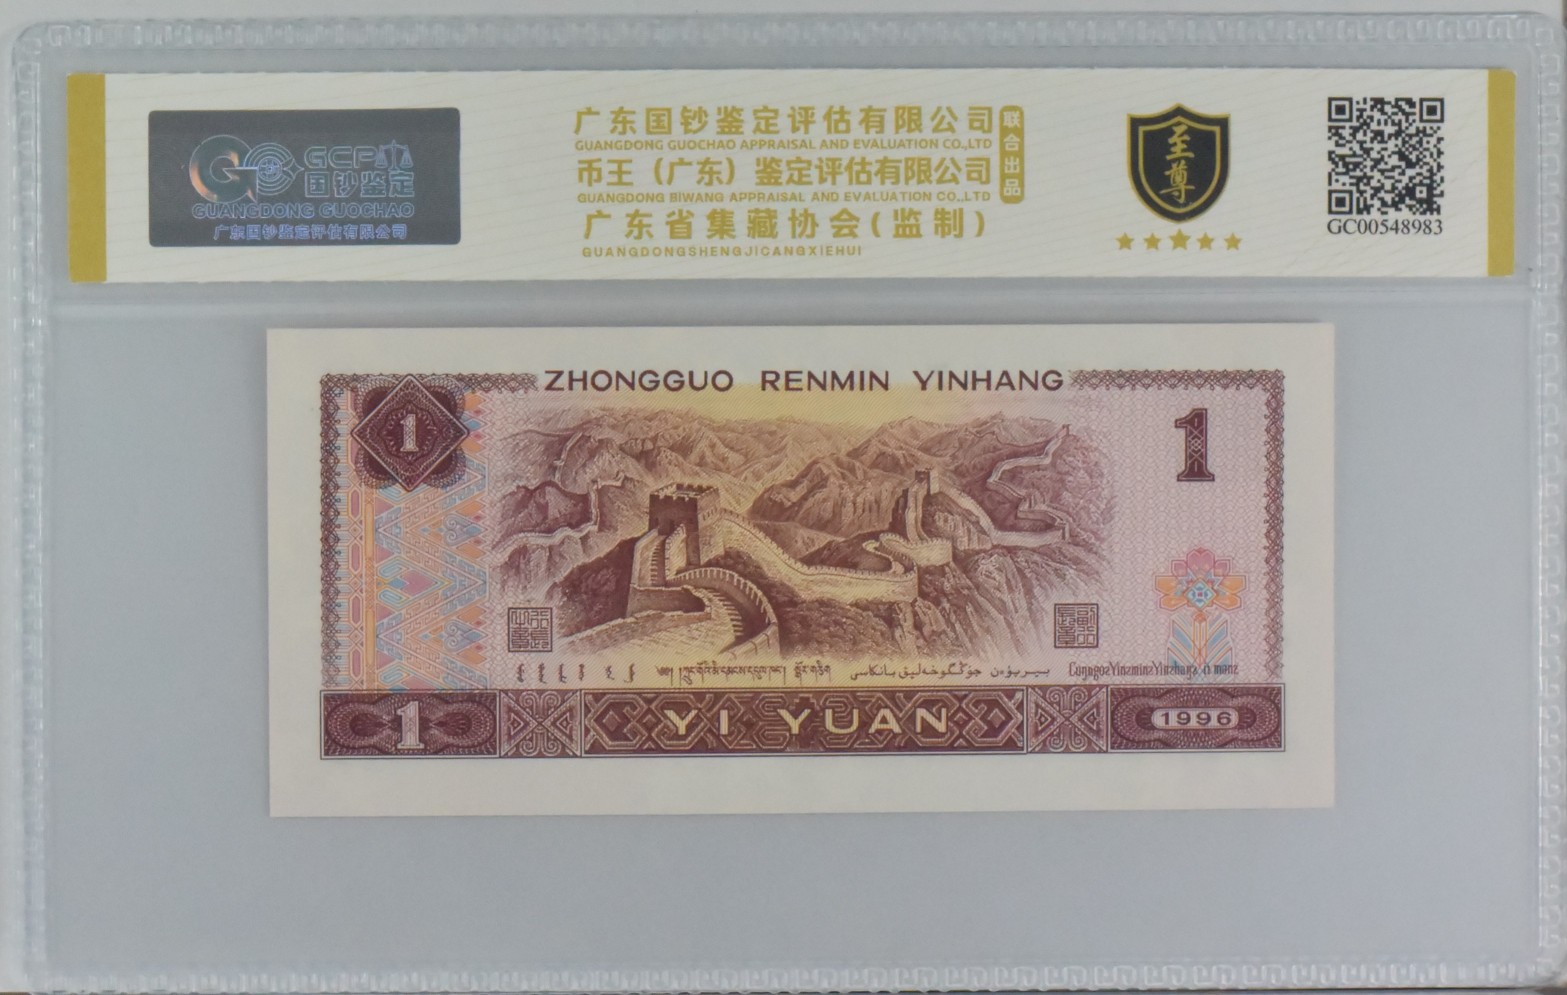 GCP
国钞鉴定
GUANGDONG GUOCHAO
广东国钞鉴定评估有限公司
广东国钞鉴定评估有限公司
GUANGDONG GUOCHAO APPRAISAL AND EVALUATION CO.,LTD
币王（广东）鉴定评估有限公司
GUANGDONG BIWANG APPRAISAL AND EVALUATION CO.,LTD
联合出品
广东省集藏协会(监制)
GUANGDONGSHENGJICANGXIEHUI
至尊
GC00548983
ZHONGGUO RENMIN YINHANG
1
1
جۇڭگو خەلىق بانكىسى
YI YUAN
1
1996